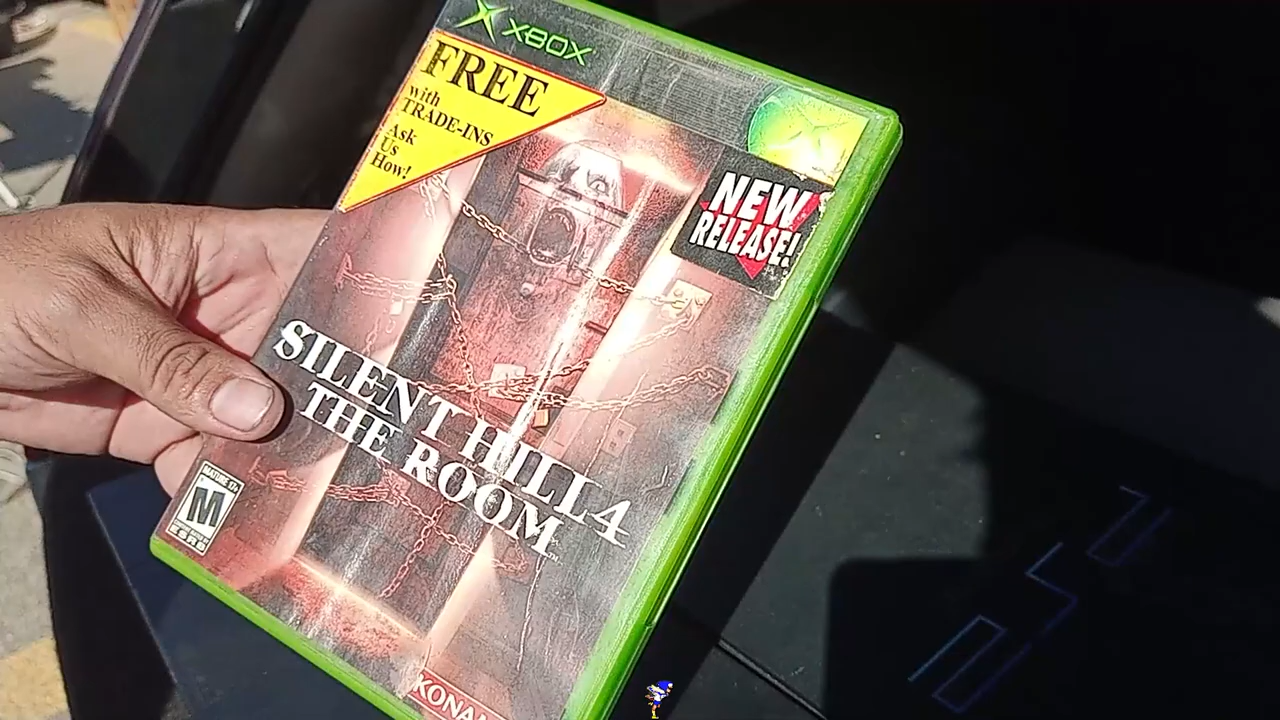 XBOX
FREE
with
TRADE-INS
Ask
Us
How!
NEW
RELEASE!
SILENT HILL 4
THE ROOM
MATURE 17+
M
ESRB
KONAMI
PS2